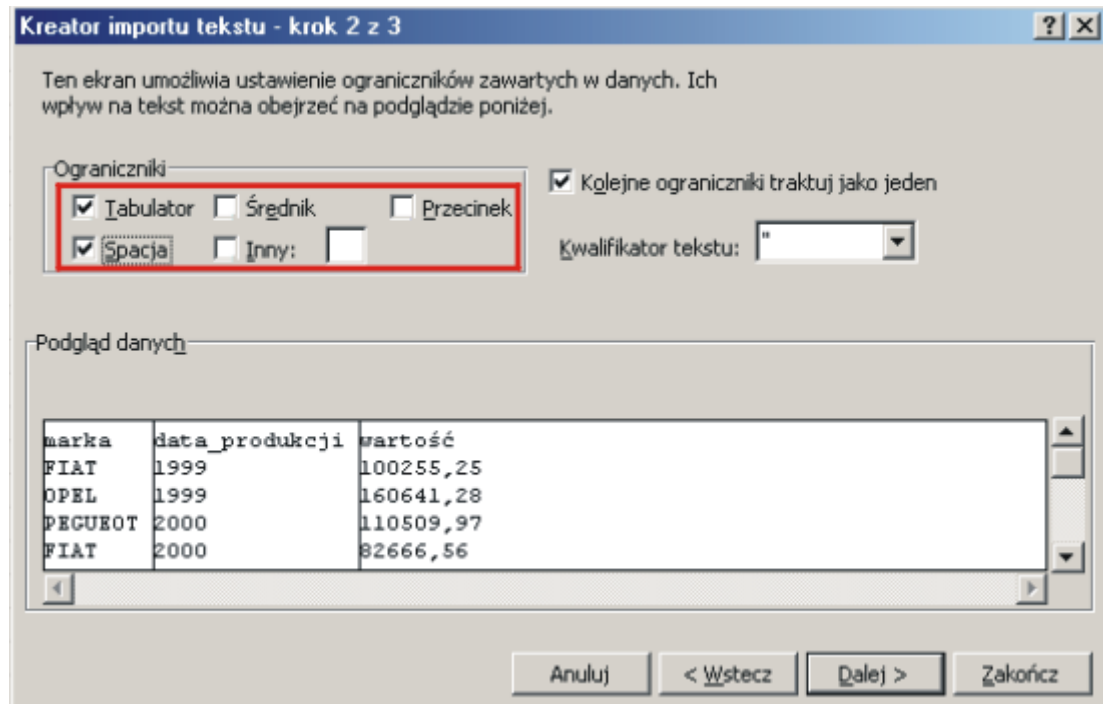 Kreator importu tekstu - krok 2 z 3
Ten ekran umożliwia ustawienie ograniczników zawartych w danych. Ich
wpływ na tekst można obejrzeć na podglądzie poniżej.
Ograniczniki
Tabulator Średnik Przecinek
Spacja Inny:
Kolejne ograniczniki traktuj jako jeden
Kwalifikator tekstu: "
Podgląd danych
marka data_produkcji wartość
FIAT 1999 100255,25
OPEL 1999 160641,28
PEGUEOT 2000 110509,97
FIAT 2000 82666,56
Anuluj < Wstecz Dalej > Zakończ